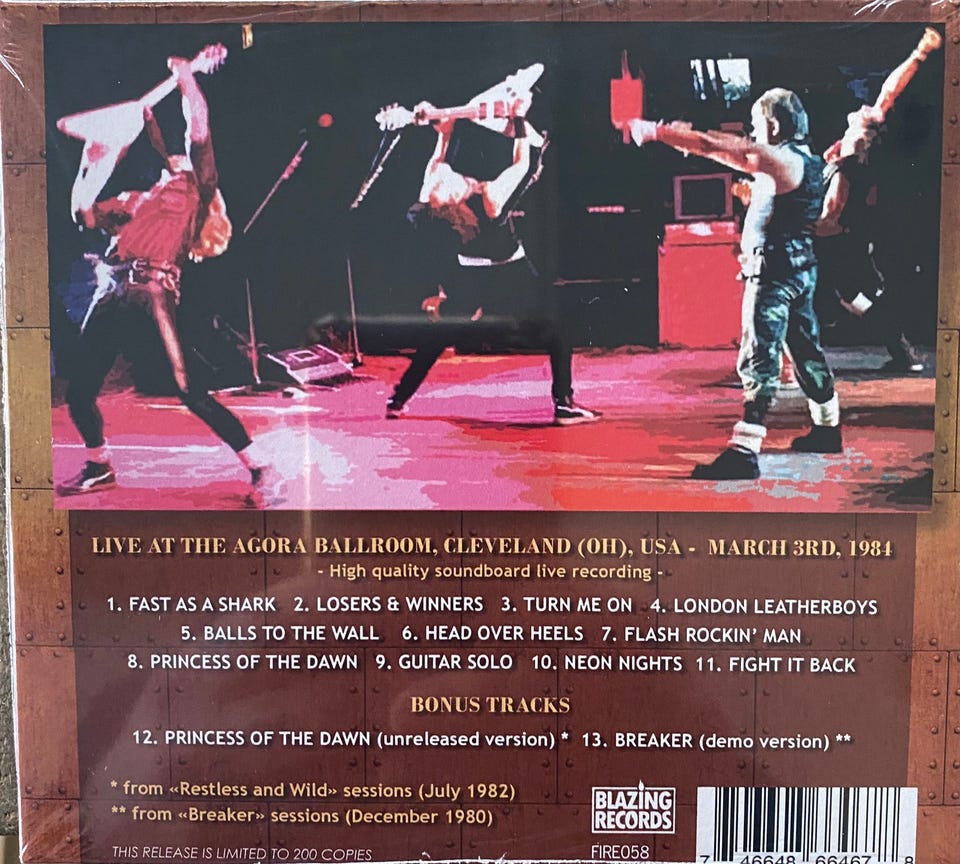 LIVE AT THE AGORA BALLROOM, CLEVELAND (OH), USA - MARCH 3RD, 1984
- High quality soundboard live recording -
1. FAST AS A SHARK 2. LOSERS & WINNERS 3. TURN ME ON 4. LONDON LEATHERBOYS
5. BALLS TO THE WALL 6. HEAD OVER HEELS 7. FLASH ROCKIN' MAN
8. PRINCESS OF THE DAWN 9. GUITAR SOLO 10. NEON NIGHTS 11. FIGHT IT BACK
BONUS TRACKS
12. PRINCESS OF THE DAWN (unreleased version) * 13. BREAKER (demo version) **
* from «Restless and Wild» sessions (July 1982)
** from «Breaker» sessions (December 1980)
THIS RELEASE IS LIMITED TO 200 COPIES
BLAZING
RECORDS
FIRE058
7 46648 66467 8